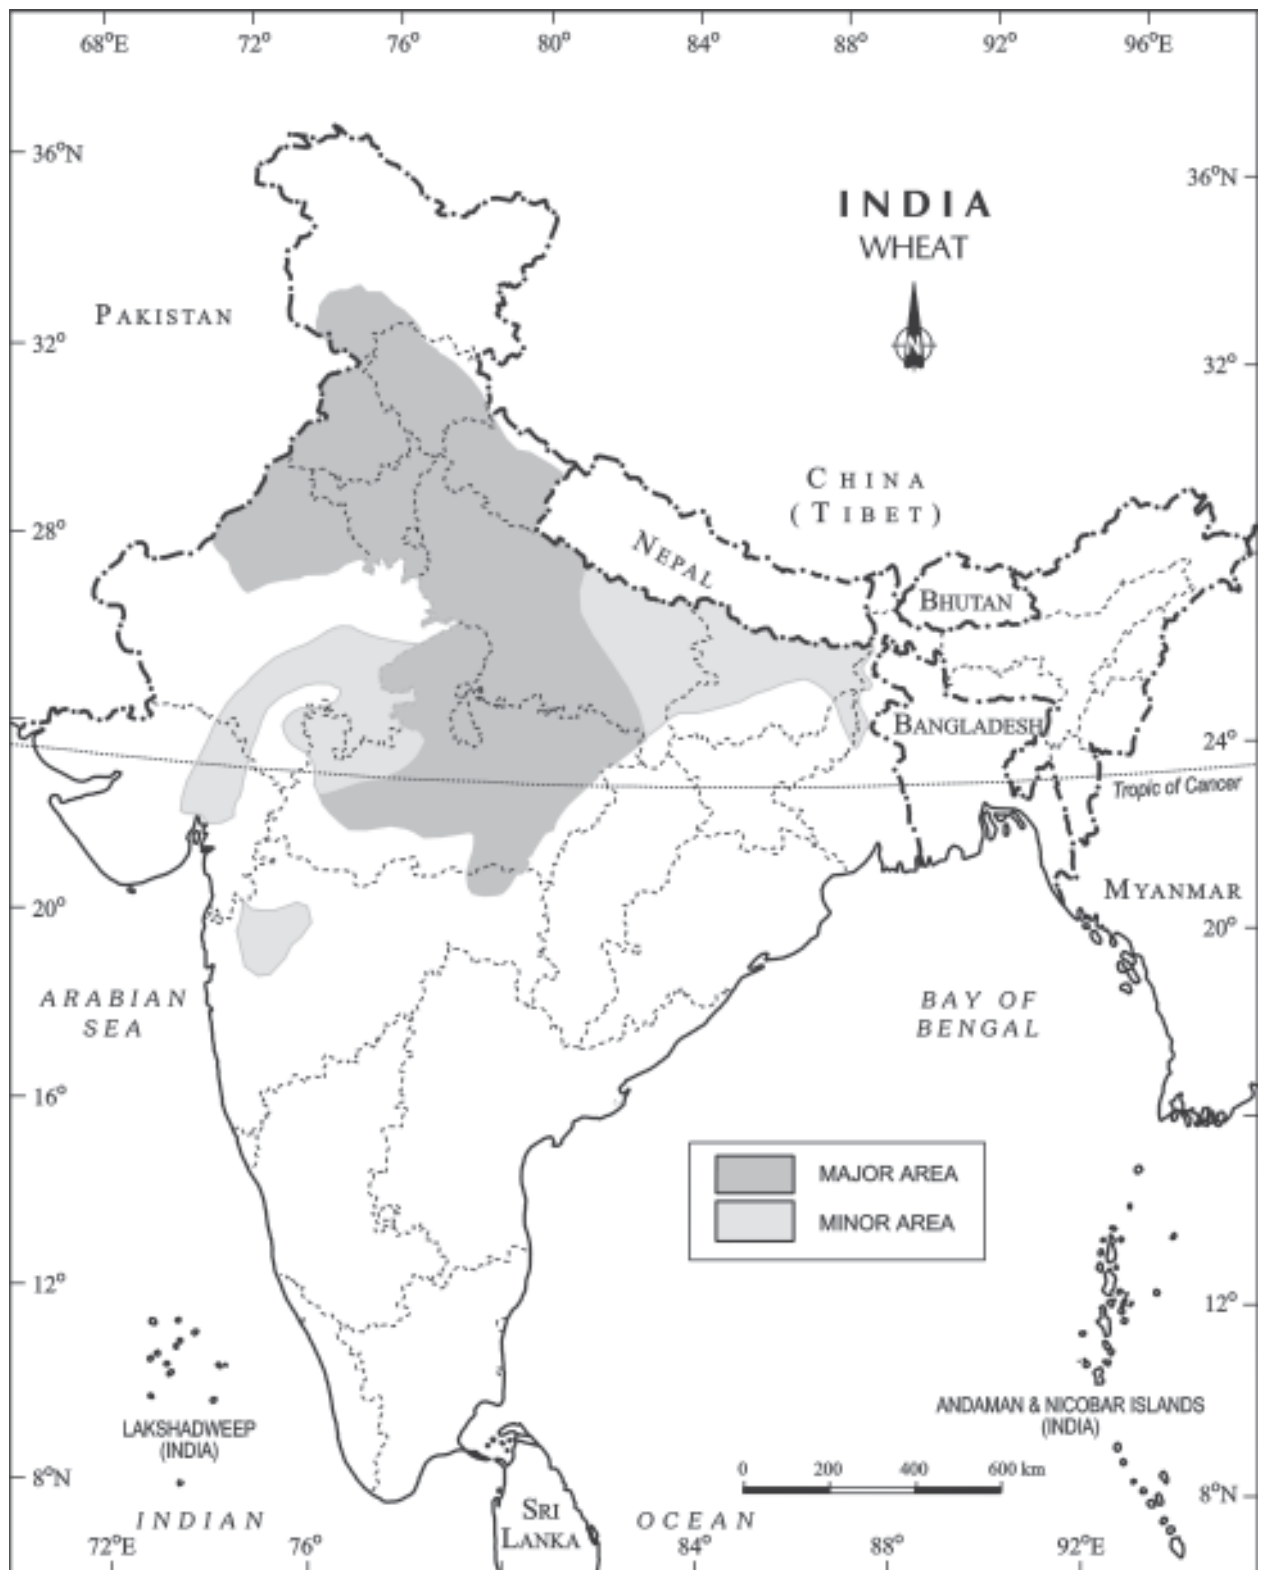 68°E 72° 76° 80° 84° 88° 92° 96°E
36°N
36°N
INDIA
WHEAT
N
PAKISTAN
32°
32°
CHINA
(TIBET)
28°
NEPAL
BHUTAN
BANGLADESH
24°
Tropic of Cancer
20°
MYANMAR
20°
ARABIAN
SEA
BAY OF
BENGAL
16°
MAJOR AREA
MINOR AREA
12°
12°
LAKSHADWEEP
(INDIA)
ANDAMAN & NICOBAR ISLANDS
(INDIA)
0 200 400 600 km
8°N
8°N
SRI
LANKA
INDIAN OCEAN
72°E 76° 84° 88° 92°E